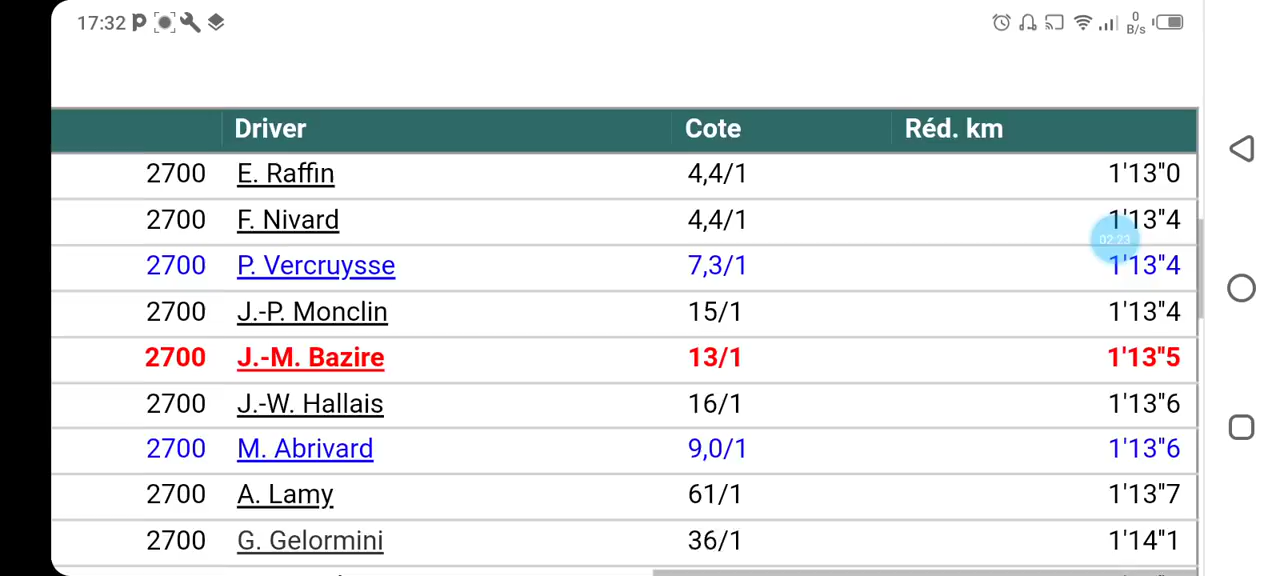 17:32 P 0 B/s
Driver Cote Réd. km
2700 E. Raffin 4,4/1 1'13"0
2700 F. Nivard 4,4/1 1'13"4
02:23
2700 P. Vercruysse 7,3/1 1'13"4
2700 J.-P. Monclin 15/1 1'13"4
2700 J.-M. Bazire 13/1 1'13"5
2700 J.-W. Hallais 16/1 1'13"6
2700 M. Abrivard 9,0/1 1'13"6
2700 A. Lamy 61/1 1'13"7
2700 G. Gelormini 36/1 1'14"1